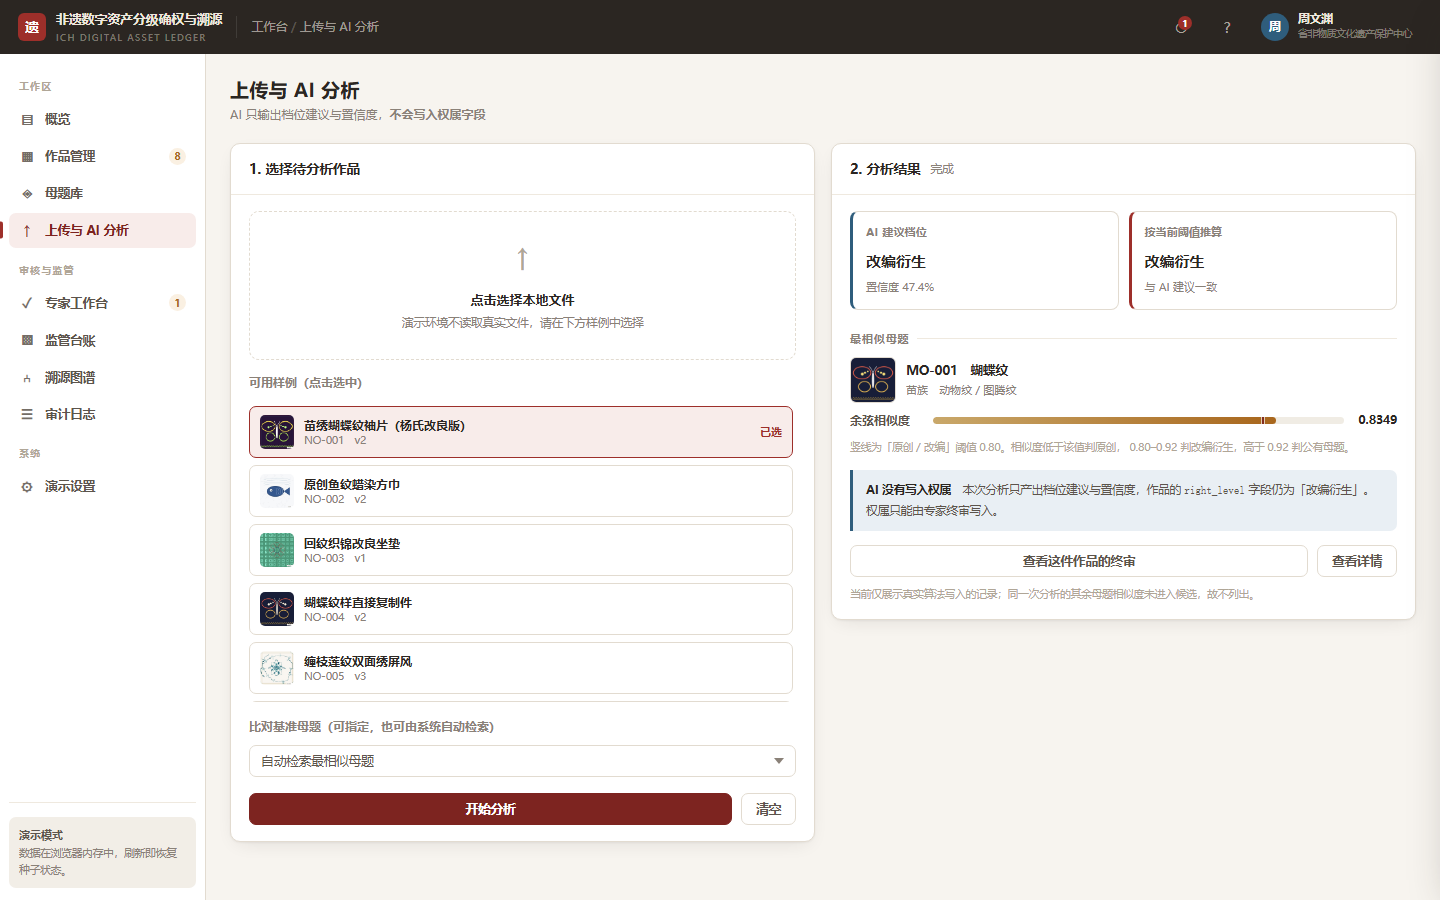 遗 非遗数字资产分级确权与溯源
ICH DIGITAL ASSET LEDGER
工作台 / 上传与 AI 分析
1
?
周 周文渊
省非物质文化遗产保护中心
工作区
概览
作品管理 8
母题库
上传与 AI 分析
审核与监管
专家工作台 1
监管台账
溯源图谱
审计日志
系统
演示设置
演示模式
数据在浏览器内存中，刷新即恢复
种子状态。
上传与 AI 分析
AI 只输出档位建议与置信度，不会写入权属字段
1. 选择待分析作品
点击选择本地文件
演示环境不读取真实文件，请在下方样例中选择
可用样例（点击选中）
苗绣蝴蝶纹袖片（杨氏改良版）
NO-001 v2
已选
原创鱼纹蜡染方巾
NO-002 v2
回纹织锦改良坐垫
NO-003 v1
蝴蝶纹样直接复制件
NO-004 v2
缠枝莲纹双面绣屏风
NO-005 v3
比对基准母题（可指定，也可由系统自动检索）
自动检索最相似母题
开始分析
清空
2. 分析结果 完成
AI 建议档位
改编衍生
置信度 47.4%
按当前阈值推算
改编衍生
与 AI 建议一致
最相似母题
MO-001 蝴蝶纹
苗族 动物纹 / 图腾纹
余弦相似度 0.8349
竖线为「原创 / 改编」阈值 0.80。相似度低于该值判原创， 0.80–0.92 判改编衍生，高于 0.92 判公有母题。
AI 没有写入权属 本次分析只产出档位建议与置信度，作品的 right_level 字段仍为「改编衍生」。
权属只能由专家终审写入。
查看这件作品的终审
查看详情
当前仅展示真实算法写入的记录；同一次分析的其余母题相似度未进入候选，故不列出。